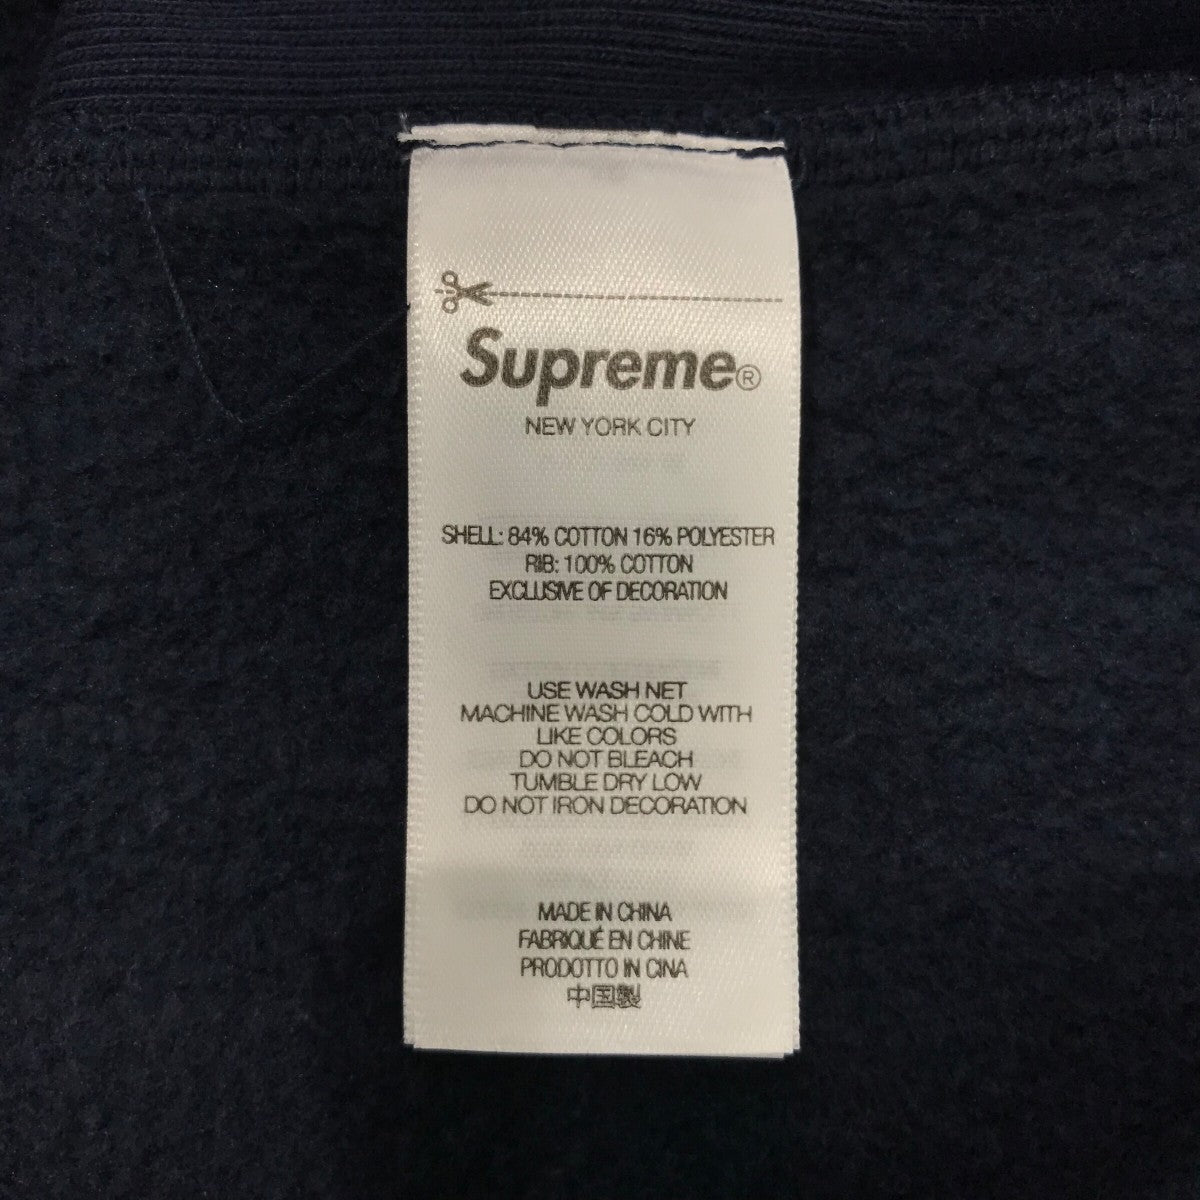 Supreme®
NEW YORK CITY
SHELL: 84% COTTON 16% POLYESTER
RIB: 100% COTTON
EXCLUSIVE OF DECORATION
USE WASH NET
MACHINE WASH COLD WITH
LIKE COLORS
DO NOT BLEACH
TUMBLE DRY LOW
DO NOT IRON DECORATION
MADE IN CHINA
FABRIQUÉ EN CHINE
PRODOTTO IN CINA
中国製